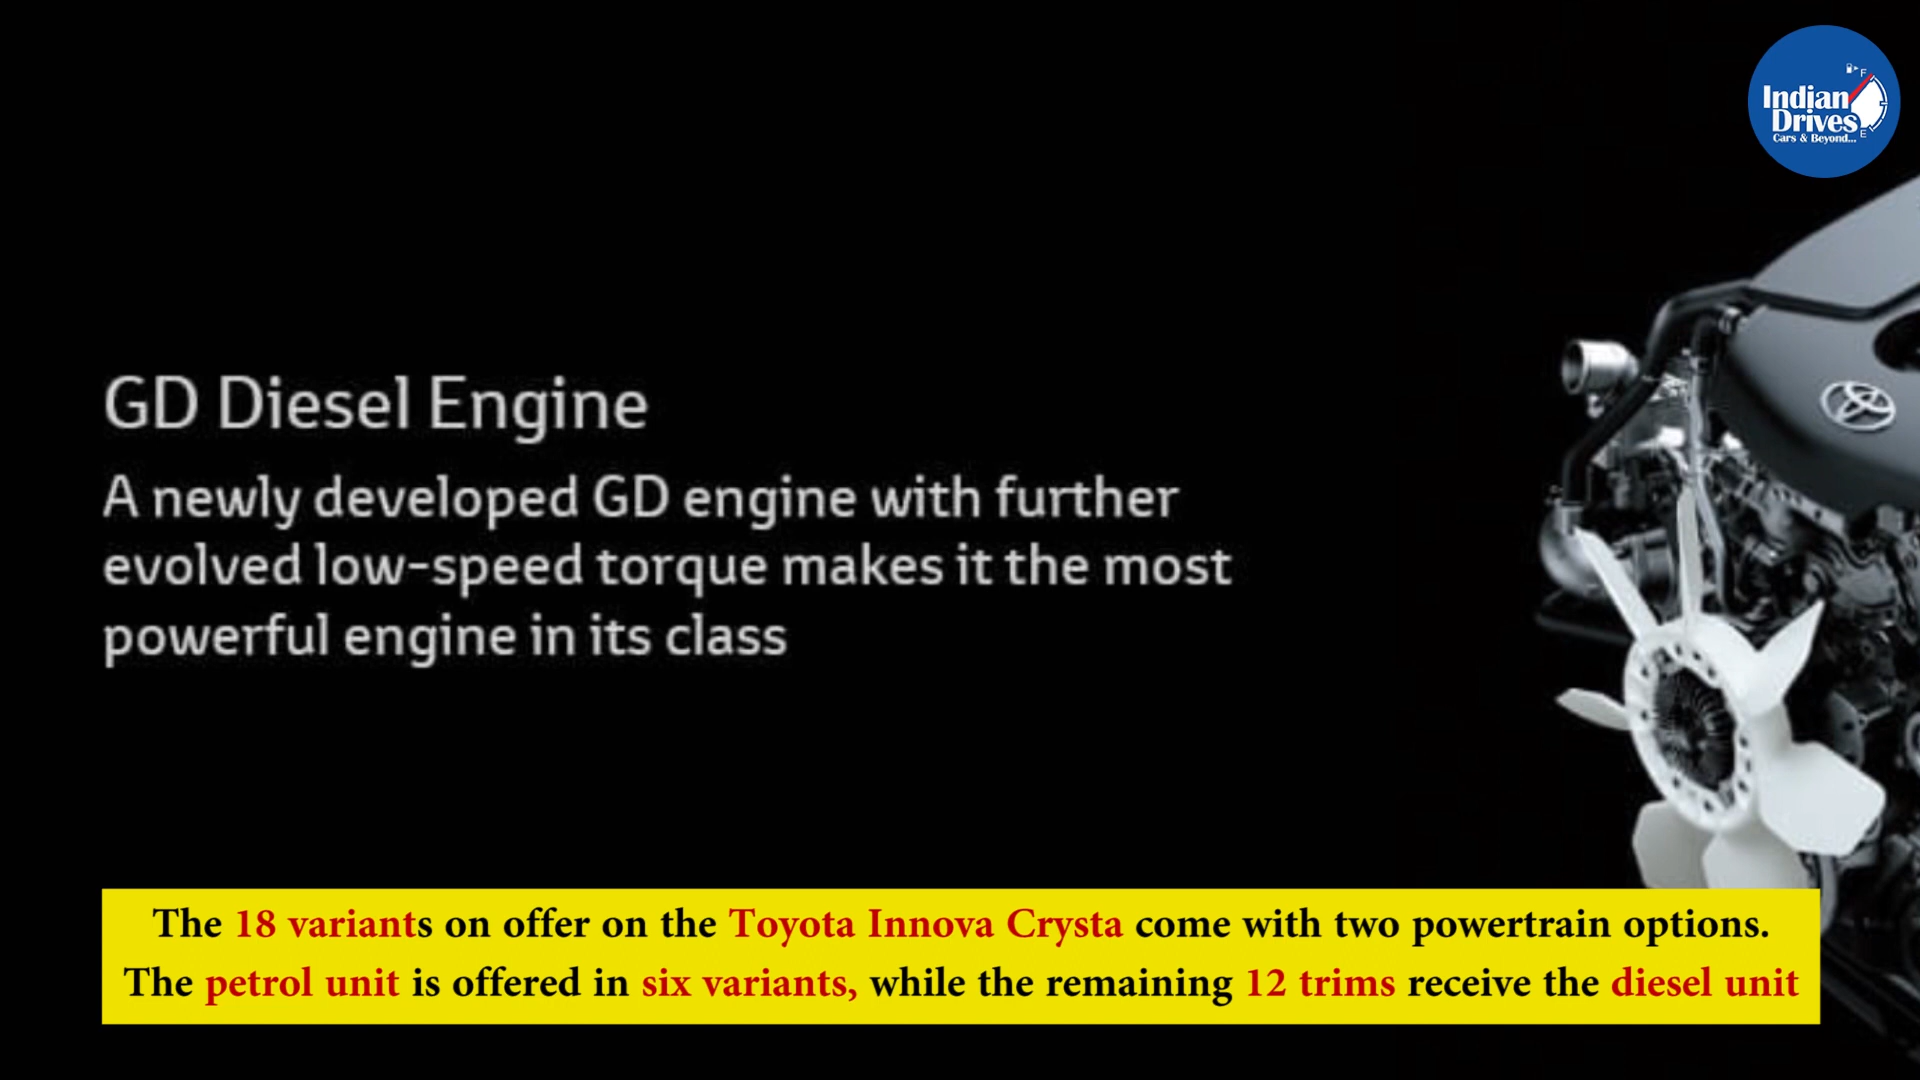 Indian
Drives
Cars & Beyond...
F
E
GD Diesel Engine
A newly developed GD engine with further
evolved low-speed torque makes it the most
powerful engine in its class
The 18 variants on offer on the Toyota Innova Crysta come with two powertrain options.
The petrol unit is offered in six variants, while the remaining 12 trims receive the diesel unit